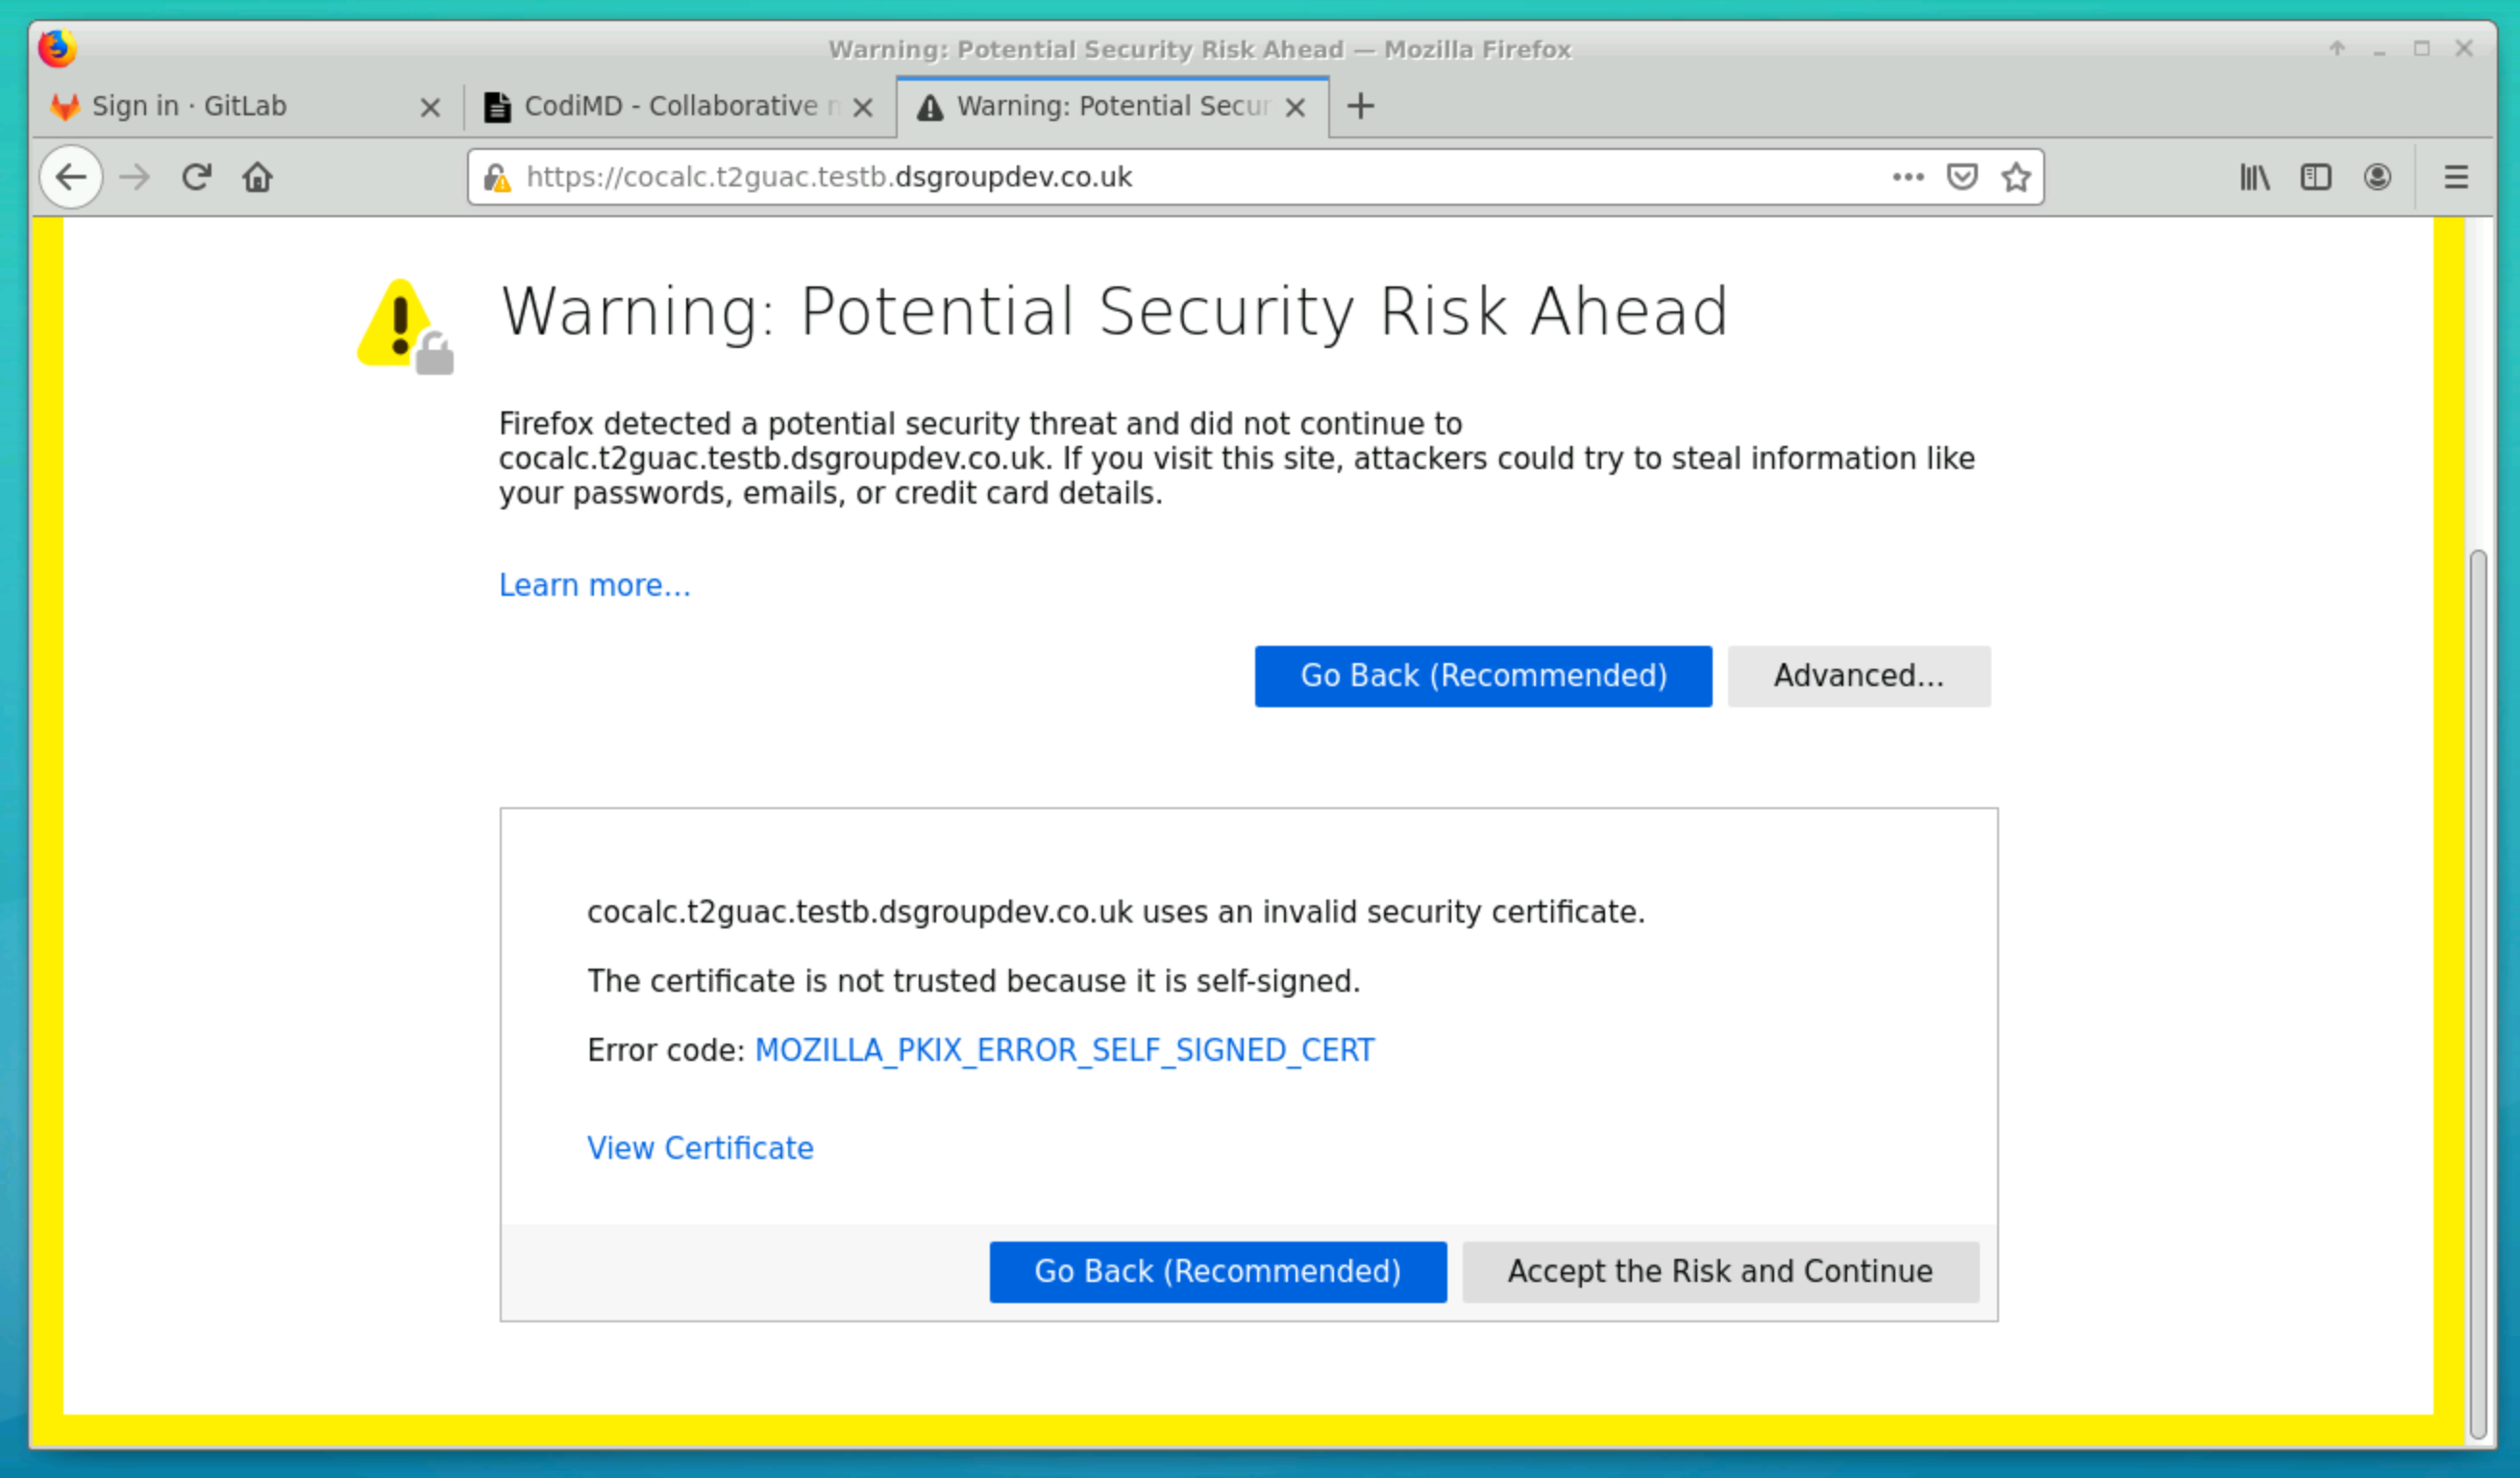 Warning: Potential Security Risk Ahead — Mozilla Firefox
Sign in · GitLab
CodiMD - Collaborative n
Warning: Potential Secur
https://cocalc.t2guac.testb.dsgroupdev.co.uk
Warning: Potential Security Risk Ahead
Firefox detected a potential security threat and did not continue to
cocalc.t2guac.testb.dsgroupdev.co.uk. If you visit this site, attackers could try to steal information like
your passwords, emails, or credit card details.
Learn more…
Go Back (Recommended)
Advanced…
cocalc.t2guac.testb.dsgroupdev.co.uk uses an invalid security certificate.
The certificate is not trusted because it is self-signed.
Error code: MOZILLA_PKIX_ERROR_SELF_SIGNED_CERT
View Certificate
Go Back (Recommended)
Accept the Risk and Continue